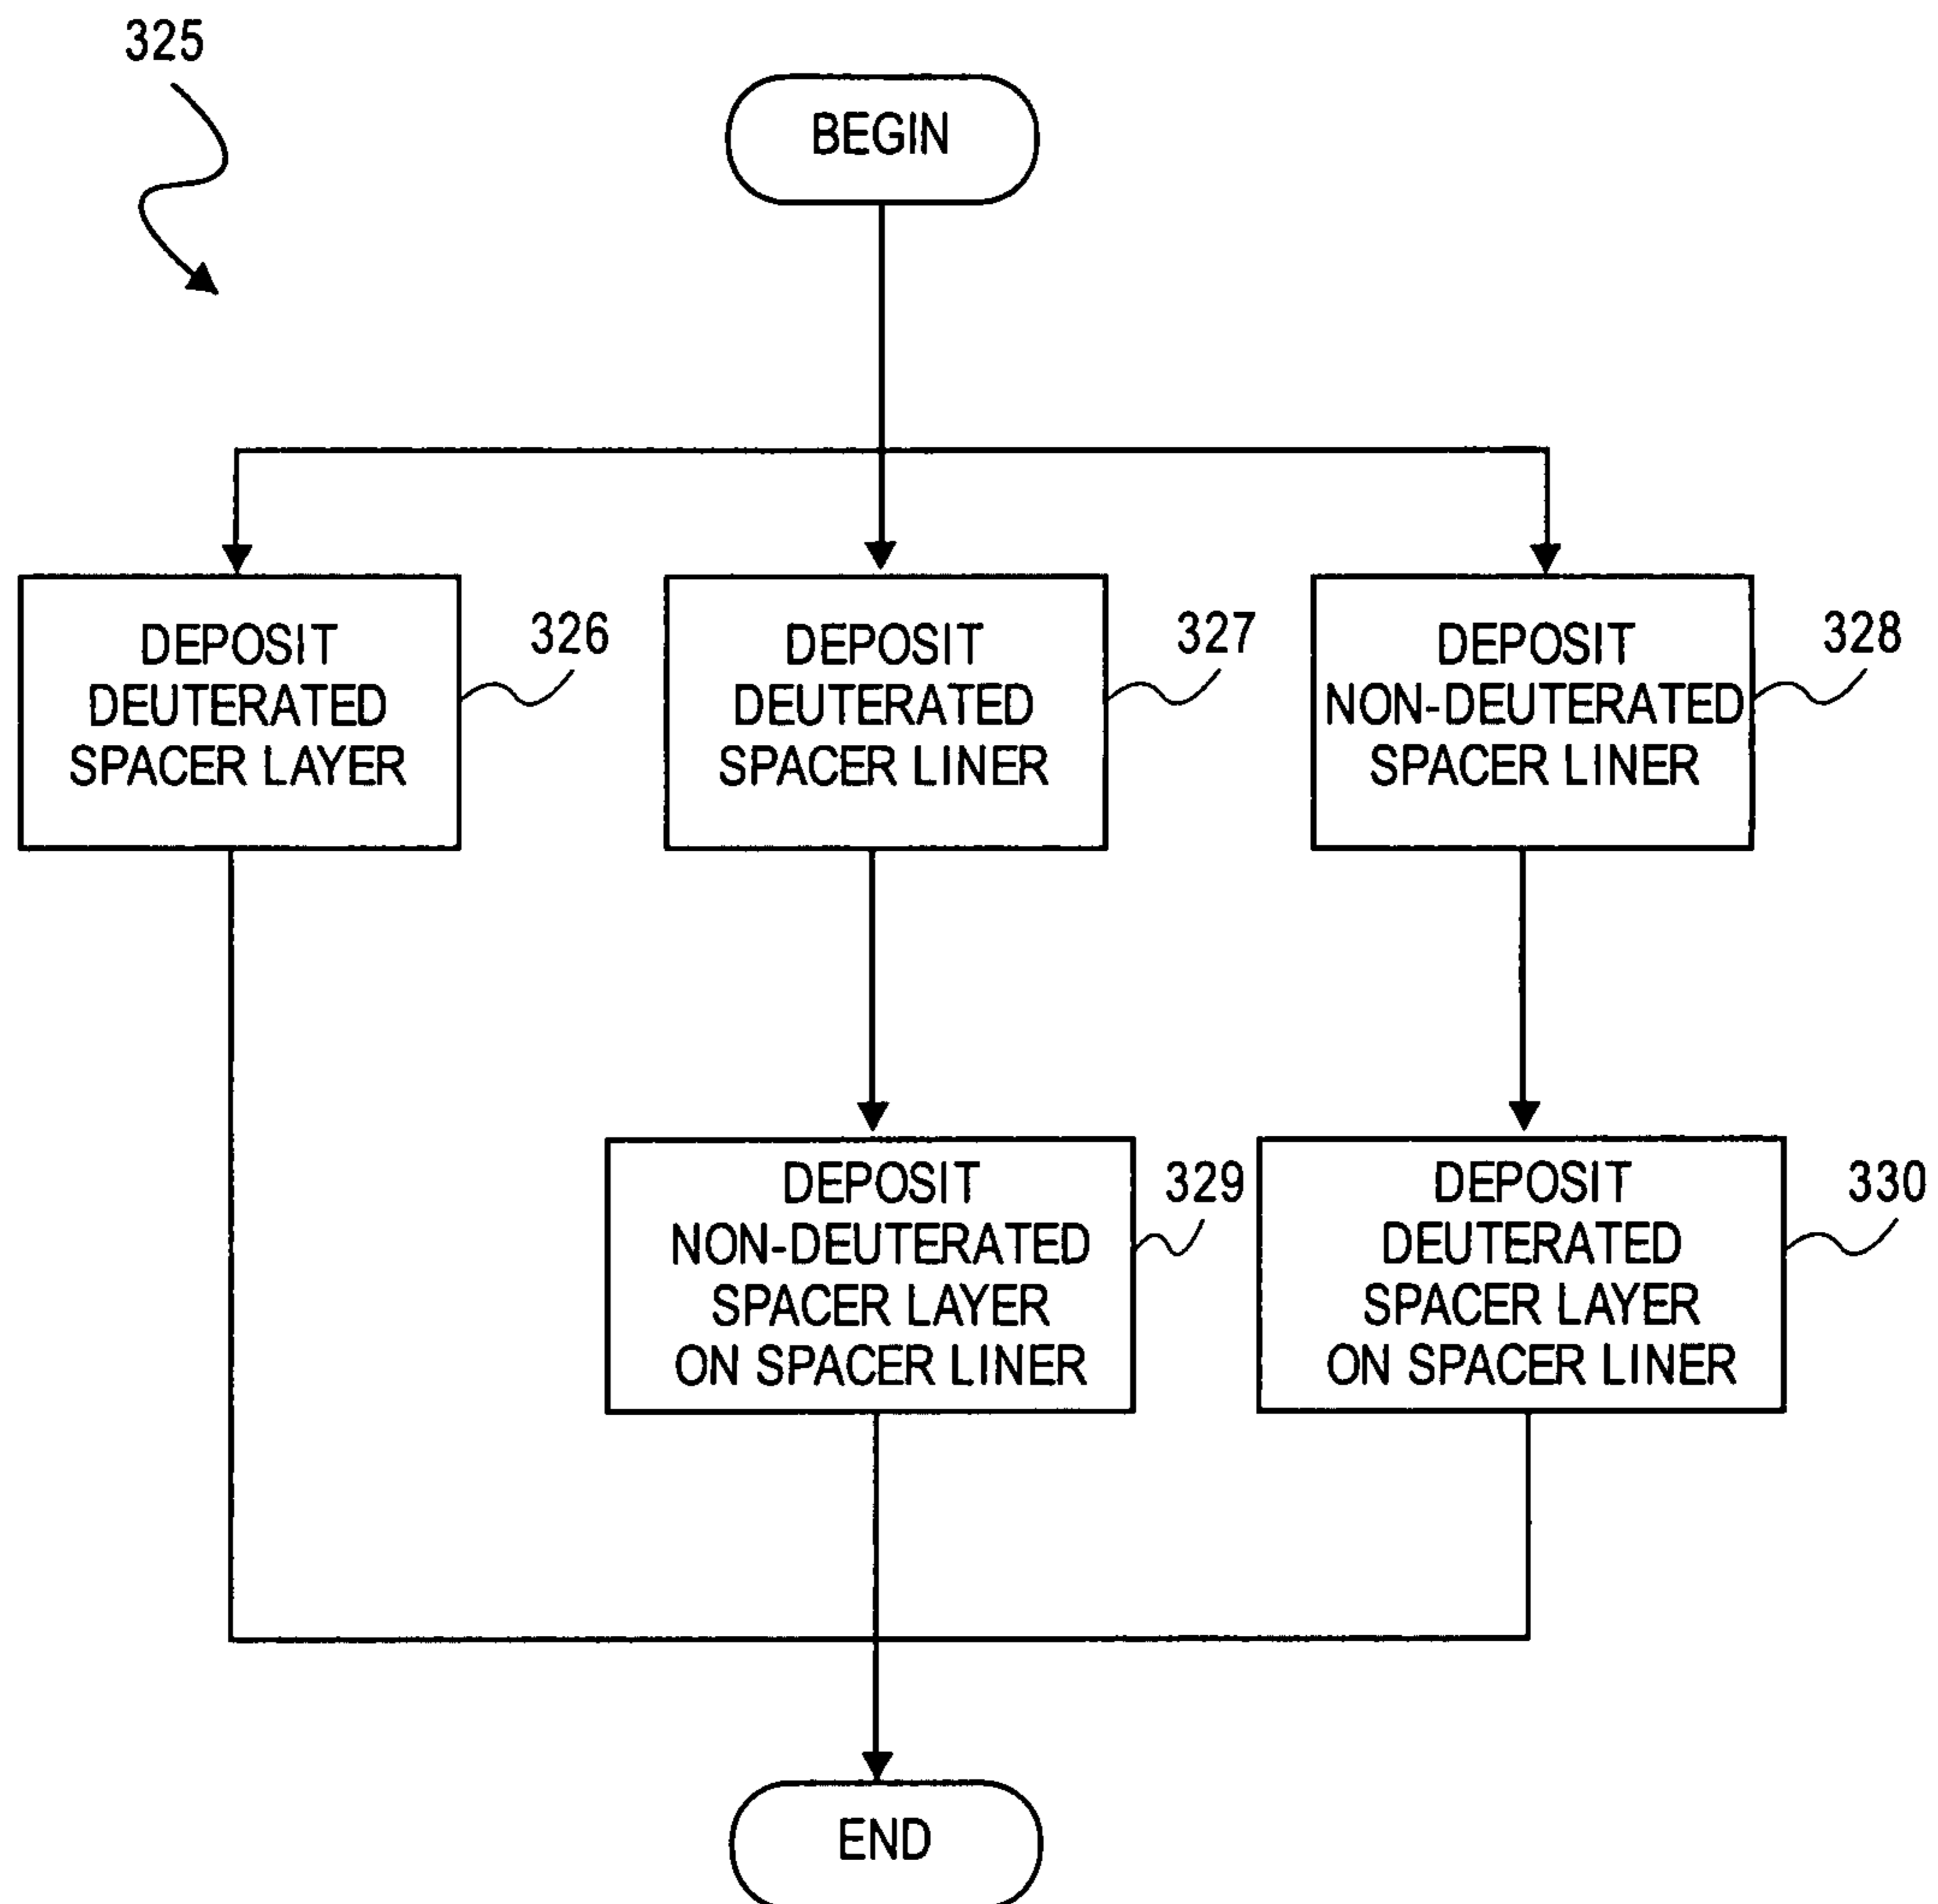 325
BEGIN
DEPOSIT
DEUTERATED
SPACER LAYER
326
DEPOSIT
DEUTERATED
SPACER LINER
327
DEPOSIT
NON-DEUTERATED
SPACER LINER
328
DEPOSIT
NON-DEUTERATED
SPACER LAYER
ON SPACER LINER
329
DEPOSIT
DEUTERATED
SPACER LAYER
ON SPACER LINER
330
END